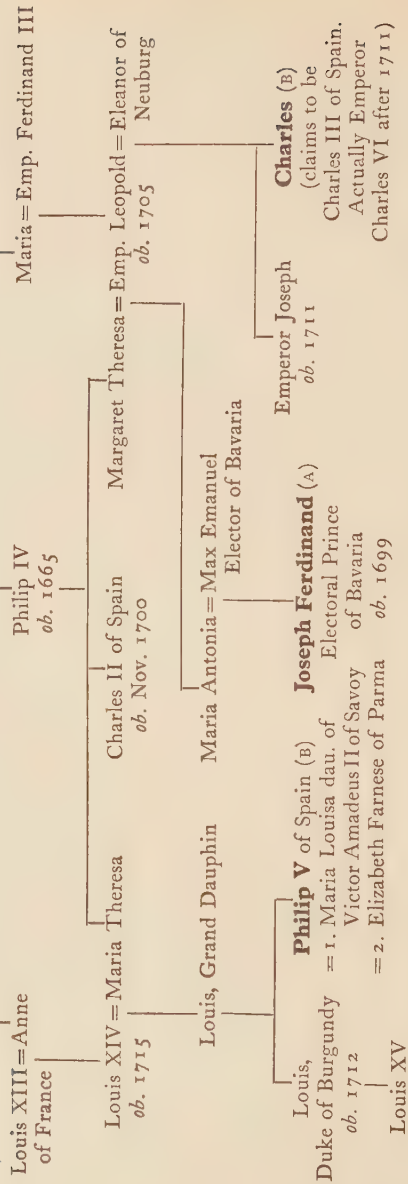 Louis XIII = Anne
of France
Philip IV
ob. 1665
Maria = Emp. Ferdinand III
Louis XIV = Maria Theresa
ob. 1715
Charles II of Spain
ob. Nov. 1700
Margaret Theresa = Emp. Leopold = Eleanor of
ob. 1705
Neuburg
Louis, Grand Dauphin
Maria Antonia = Max Emanuel
Elector of Bavaria
Emperor Joseph
ob. 1711
Charles (B)
(claims to be
Charles III of Spain.
Actually Emperor
Charles VI after 1711)
Louis,
Duke of Burgundy
ob. 1712
Louis XV
Philip V of Spain (B)
= 1. Maria Louisa dau. of
Victor Amadeus II of Savoy
= 2. Elizabeth Farnese of Parma
Joseph Ferdinand (A)
Electoral Prince
of Bavaria
ob. 1699